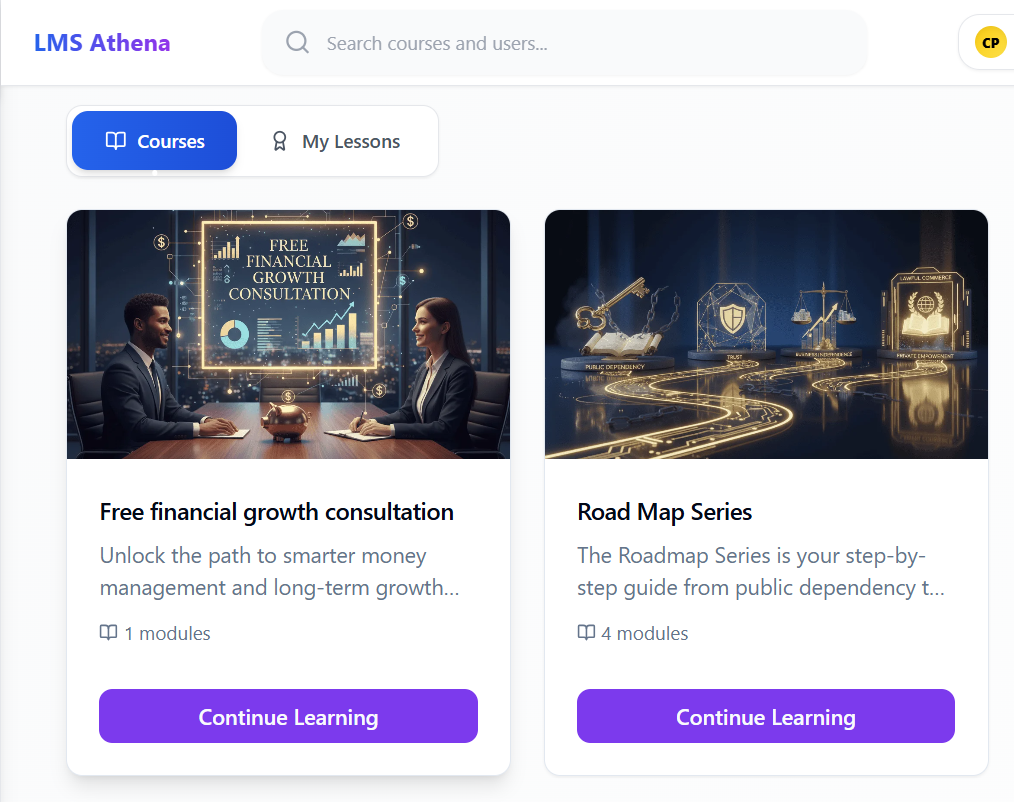 LMS Athena
Search courses and users...
CP
Courses
My Lessons
FREE
FINANCIAL
GROWTH
CONSULTATION
PUBLIC DEPENDENCY
TRUST
BUSINESS INDEPENDENCE
LAWFUL COMMERCE
PRIVATE EMPOWERMENT
Free financial growth consultation
Unlock the path to smarter money
management and long-term growth...
1 modules
Continue Learning
Road Map Series
The Roadmap Series is your step-by-
step guide from public dependency t...
4 modules
Continue Learning